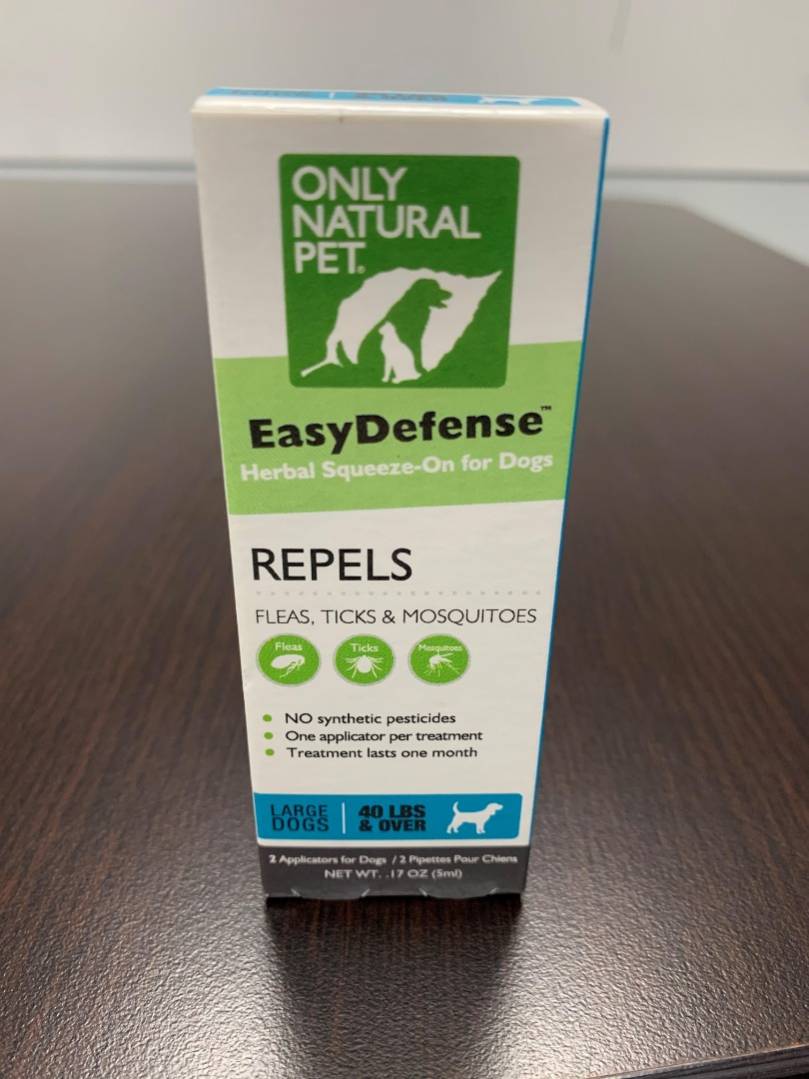 ONLY
NATURAL
PET®
EasyDefense™
Herbal Squeeze-On for Dogs
REPELS
FLEAS, TICKS & MOSQUITOES
Fleas Ticks Mosquitoes
NO synthetic pesticides
One applicator per treatment
Treatment lasts one month
LARGE
DOGS
40 LBS
& OVER
2 Applicators for Dogs / 2 Pipettes Pour Chiens
NET WT. .17 OZ (5ml)